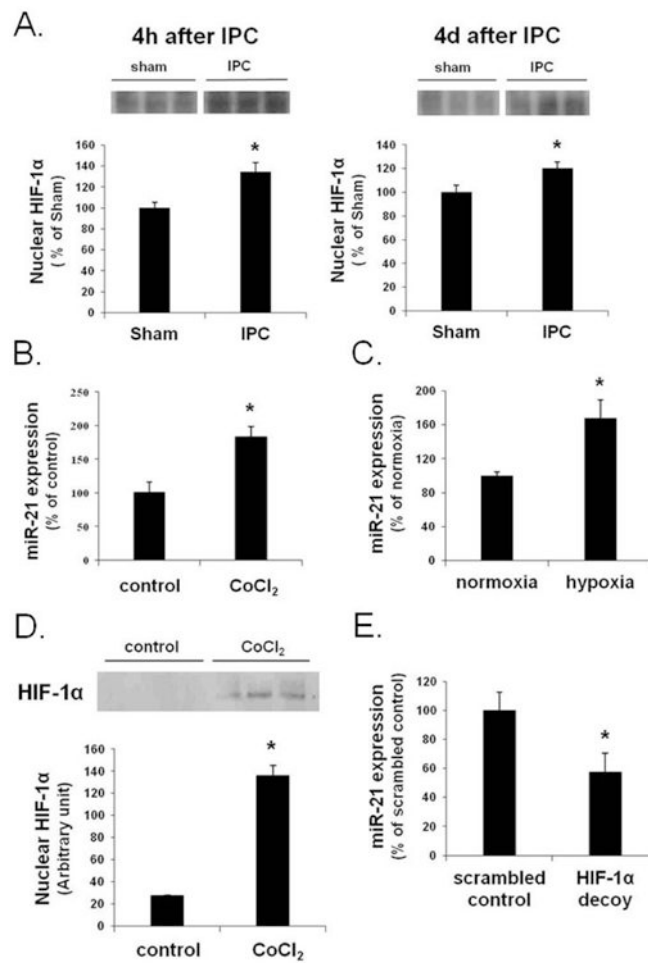 A.
4h after IPC
sham IPC
Nuclear HIF-1α
( % of Sham)
160
140
120
100
80
60
40
20
0
*
Sham IPC
4d after IPC
sham IPC
Nuclear HIF-1α
( % of Sham)
140
120
100
80
60
40
20
0
*
Sham IPC
B.
miR-21 expression
(% of control)
250
200
150
100
50
0
*
control CoCl₂
C.
miR-21 expression
(% of normoxia)
200
160
120
80
40
0
*
normoxia hypoxia
D.
control CoCl₂
HIF-1α
Nuclear HIF-1α
(Arbitrary unit)
160
140
120
100
80
60
40
20
0
*
control CoCl₂
E.
miR-21 expression
(% of scrambled control)
120
100
80
60
40
20
0
*
scrambled HIF-1α
control decoy